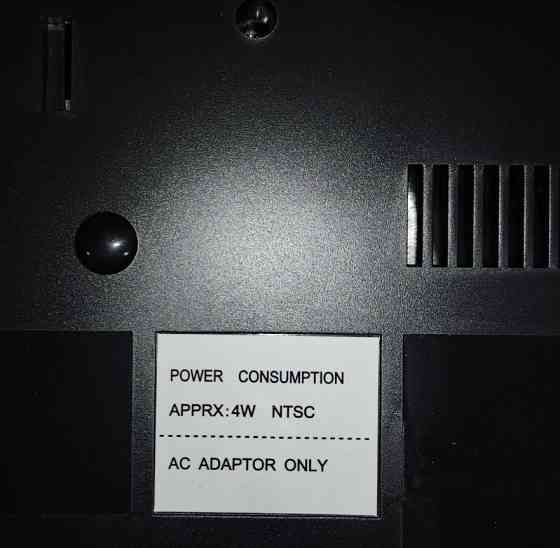 POWER CONSUMPTION
APPRX:4W NTSC
AC ADAPTOR ONLY